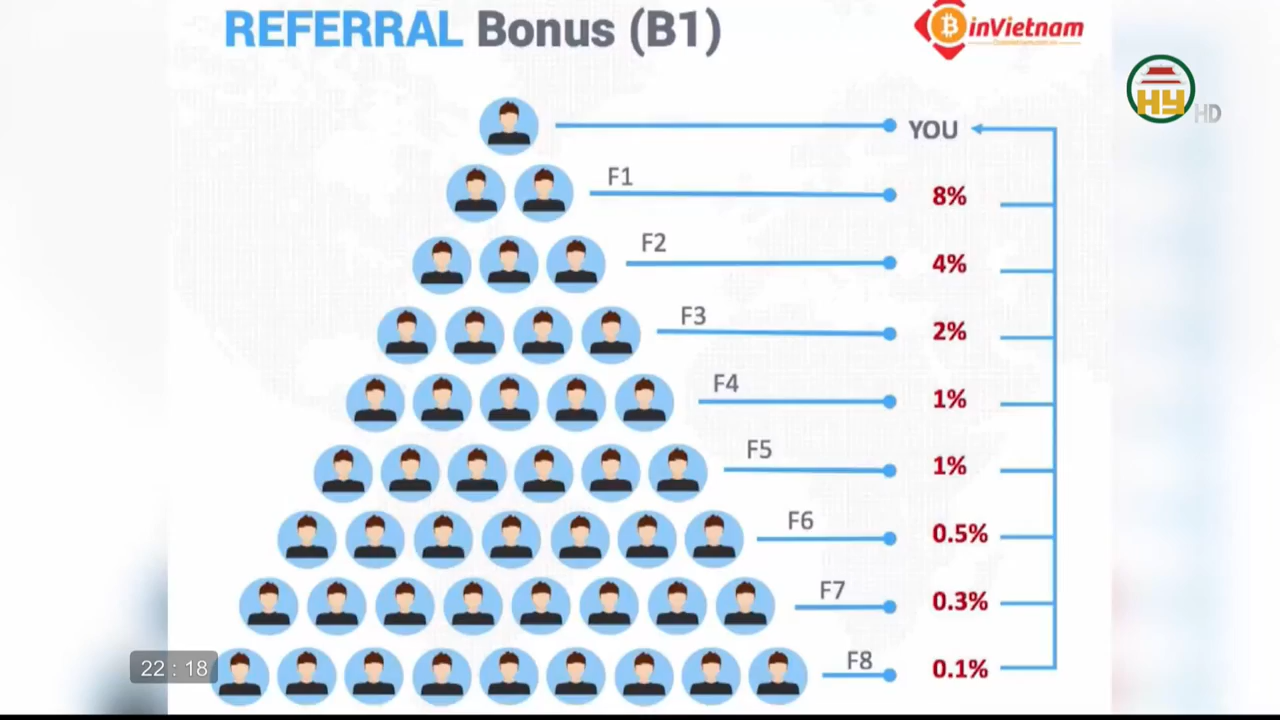 REFERRAL Bonus (B1)
inVietnam
HY HD
YOU
F1 8%
F2 4%
F3 2%
F4 1%
F5 1%
F6 0.5%
F7 0.3%
F8 0.1%
22 : 18